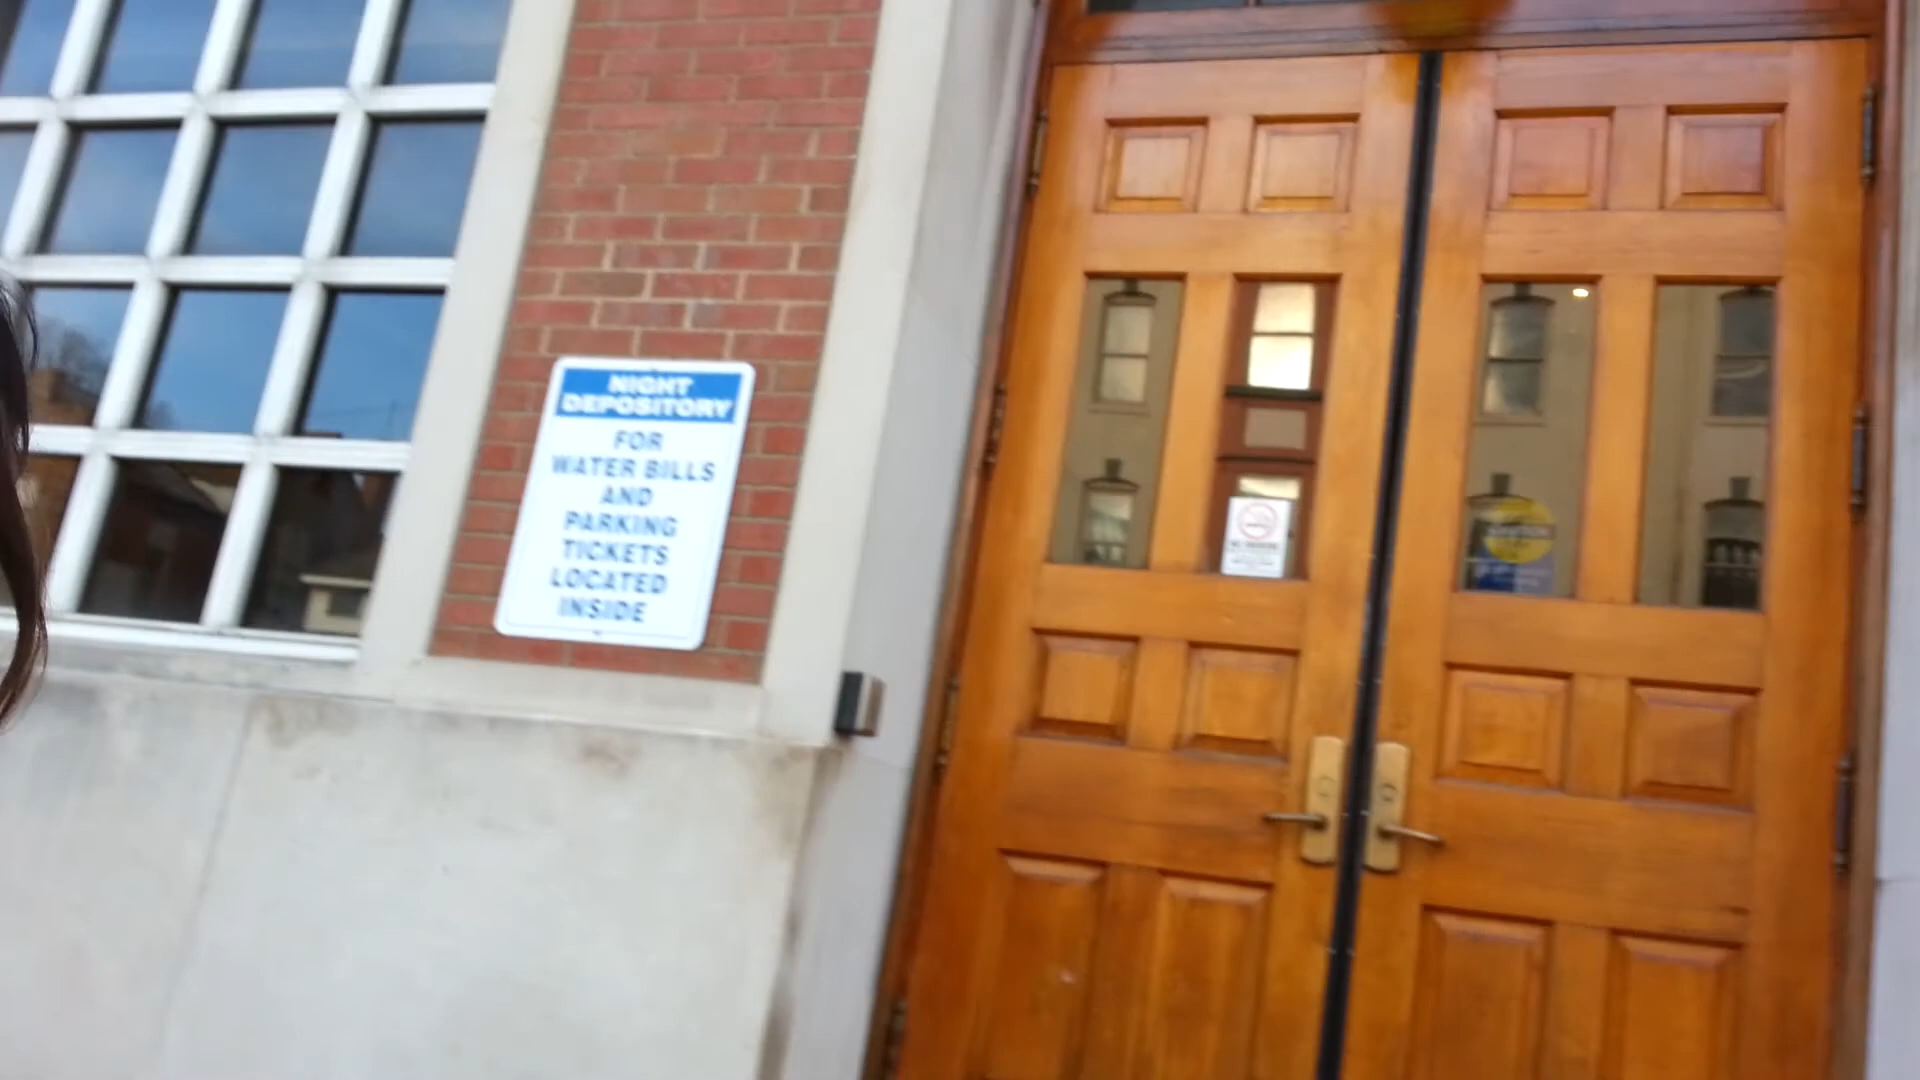 NIGHT
DEPOSITORY
FOR
WATER BILLS
AND
PARKING
TICKETS
LOCATED
INSIDE